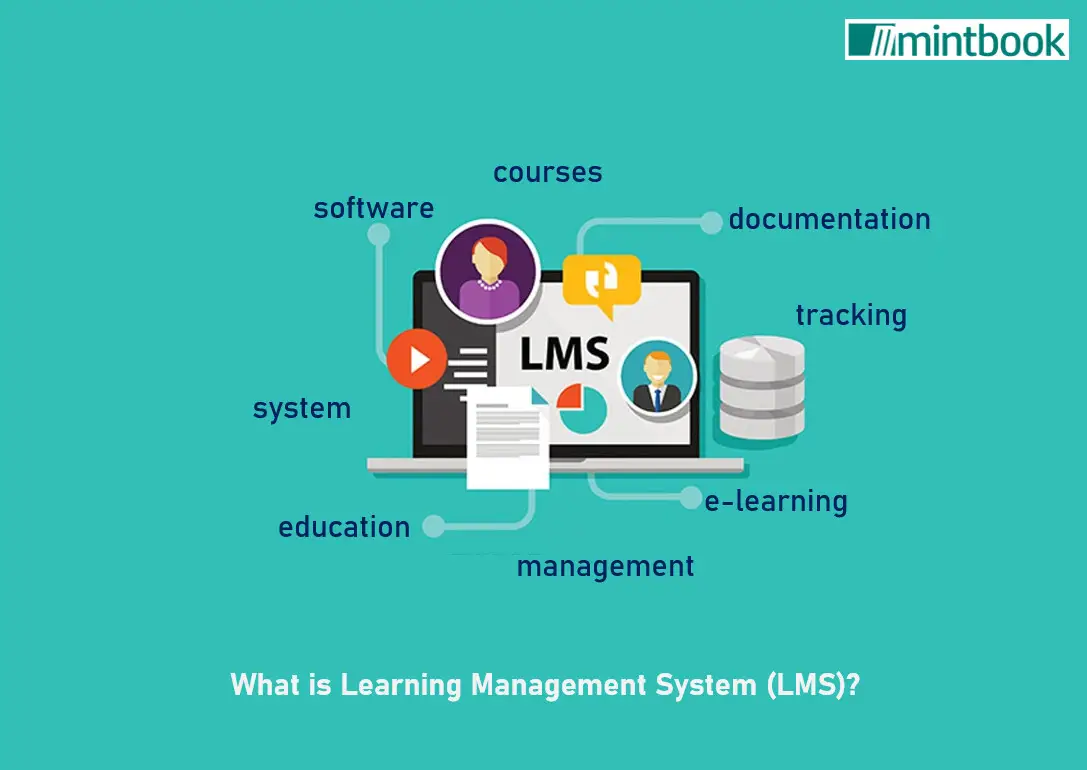 mintbook
courses
software
documentation
tracking
LMS
system
e-learning
education
management
What is Learning Management System (LMS)?